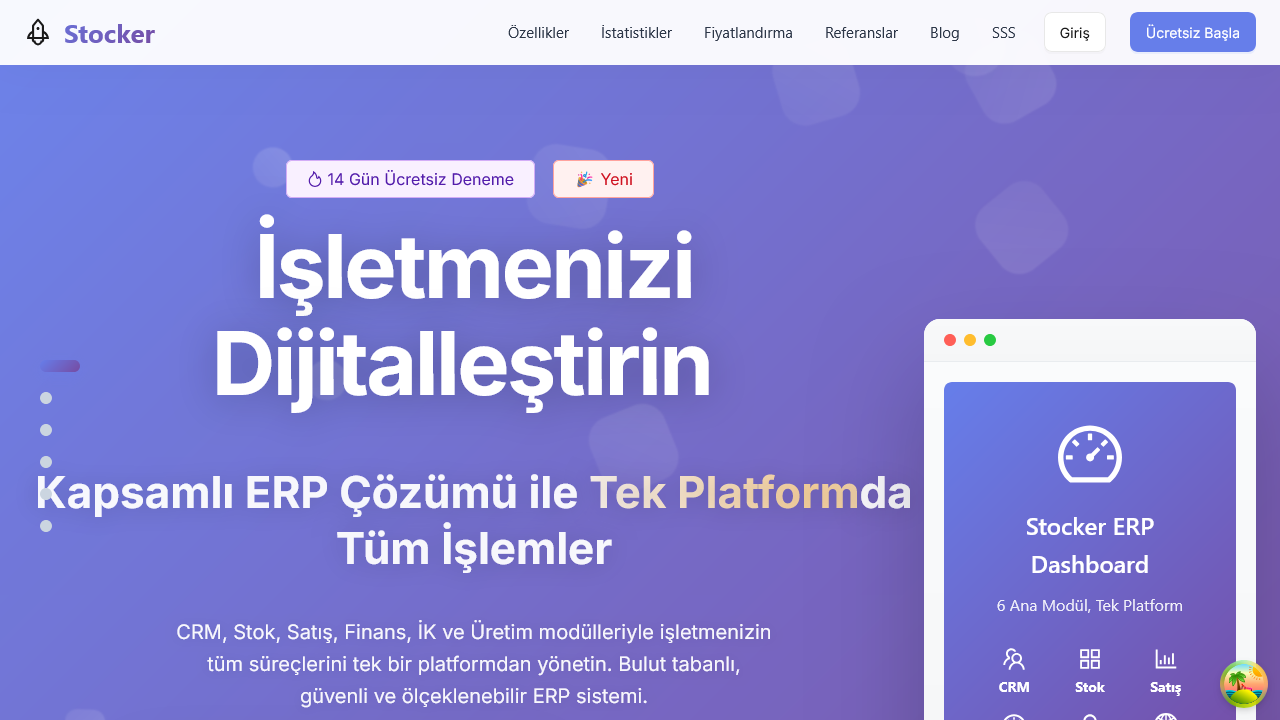 Stocker
Özellikler
İstatistikler
Fiyatlandırma
Referanslar
Blog
SSS
Giriş
Ücretsiz Başla
14 Gün Ücretsiz Deneme
🎉 Yeni
İşletmenizi
Dijitalleştirin
Kapsamlı ERP Çözümü ile Tek Platformda
Tüm İşlemler
CRM, Stok, Satış, Finans, İK ve Üretim modülleriyle işletmenizin
tüm süreçlerini tek bir platformdan yönetin. Bulut tabanlı,
güvenli ve ölçeklenebilir ERP sistemi.
Stocker ERP
Dashboard
6 Ana Modül, Tek Platform
CRM
Stok
Satış